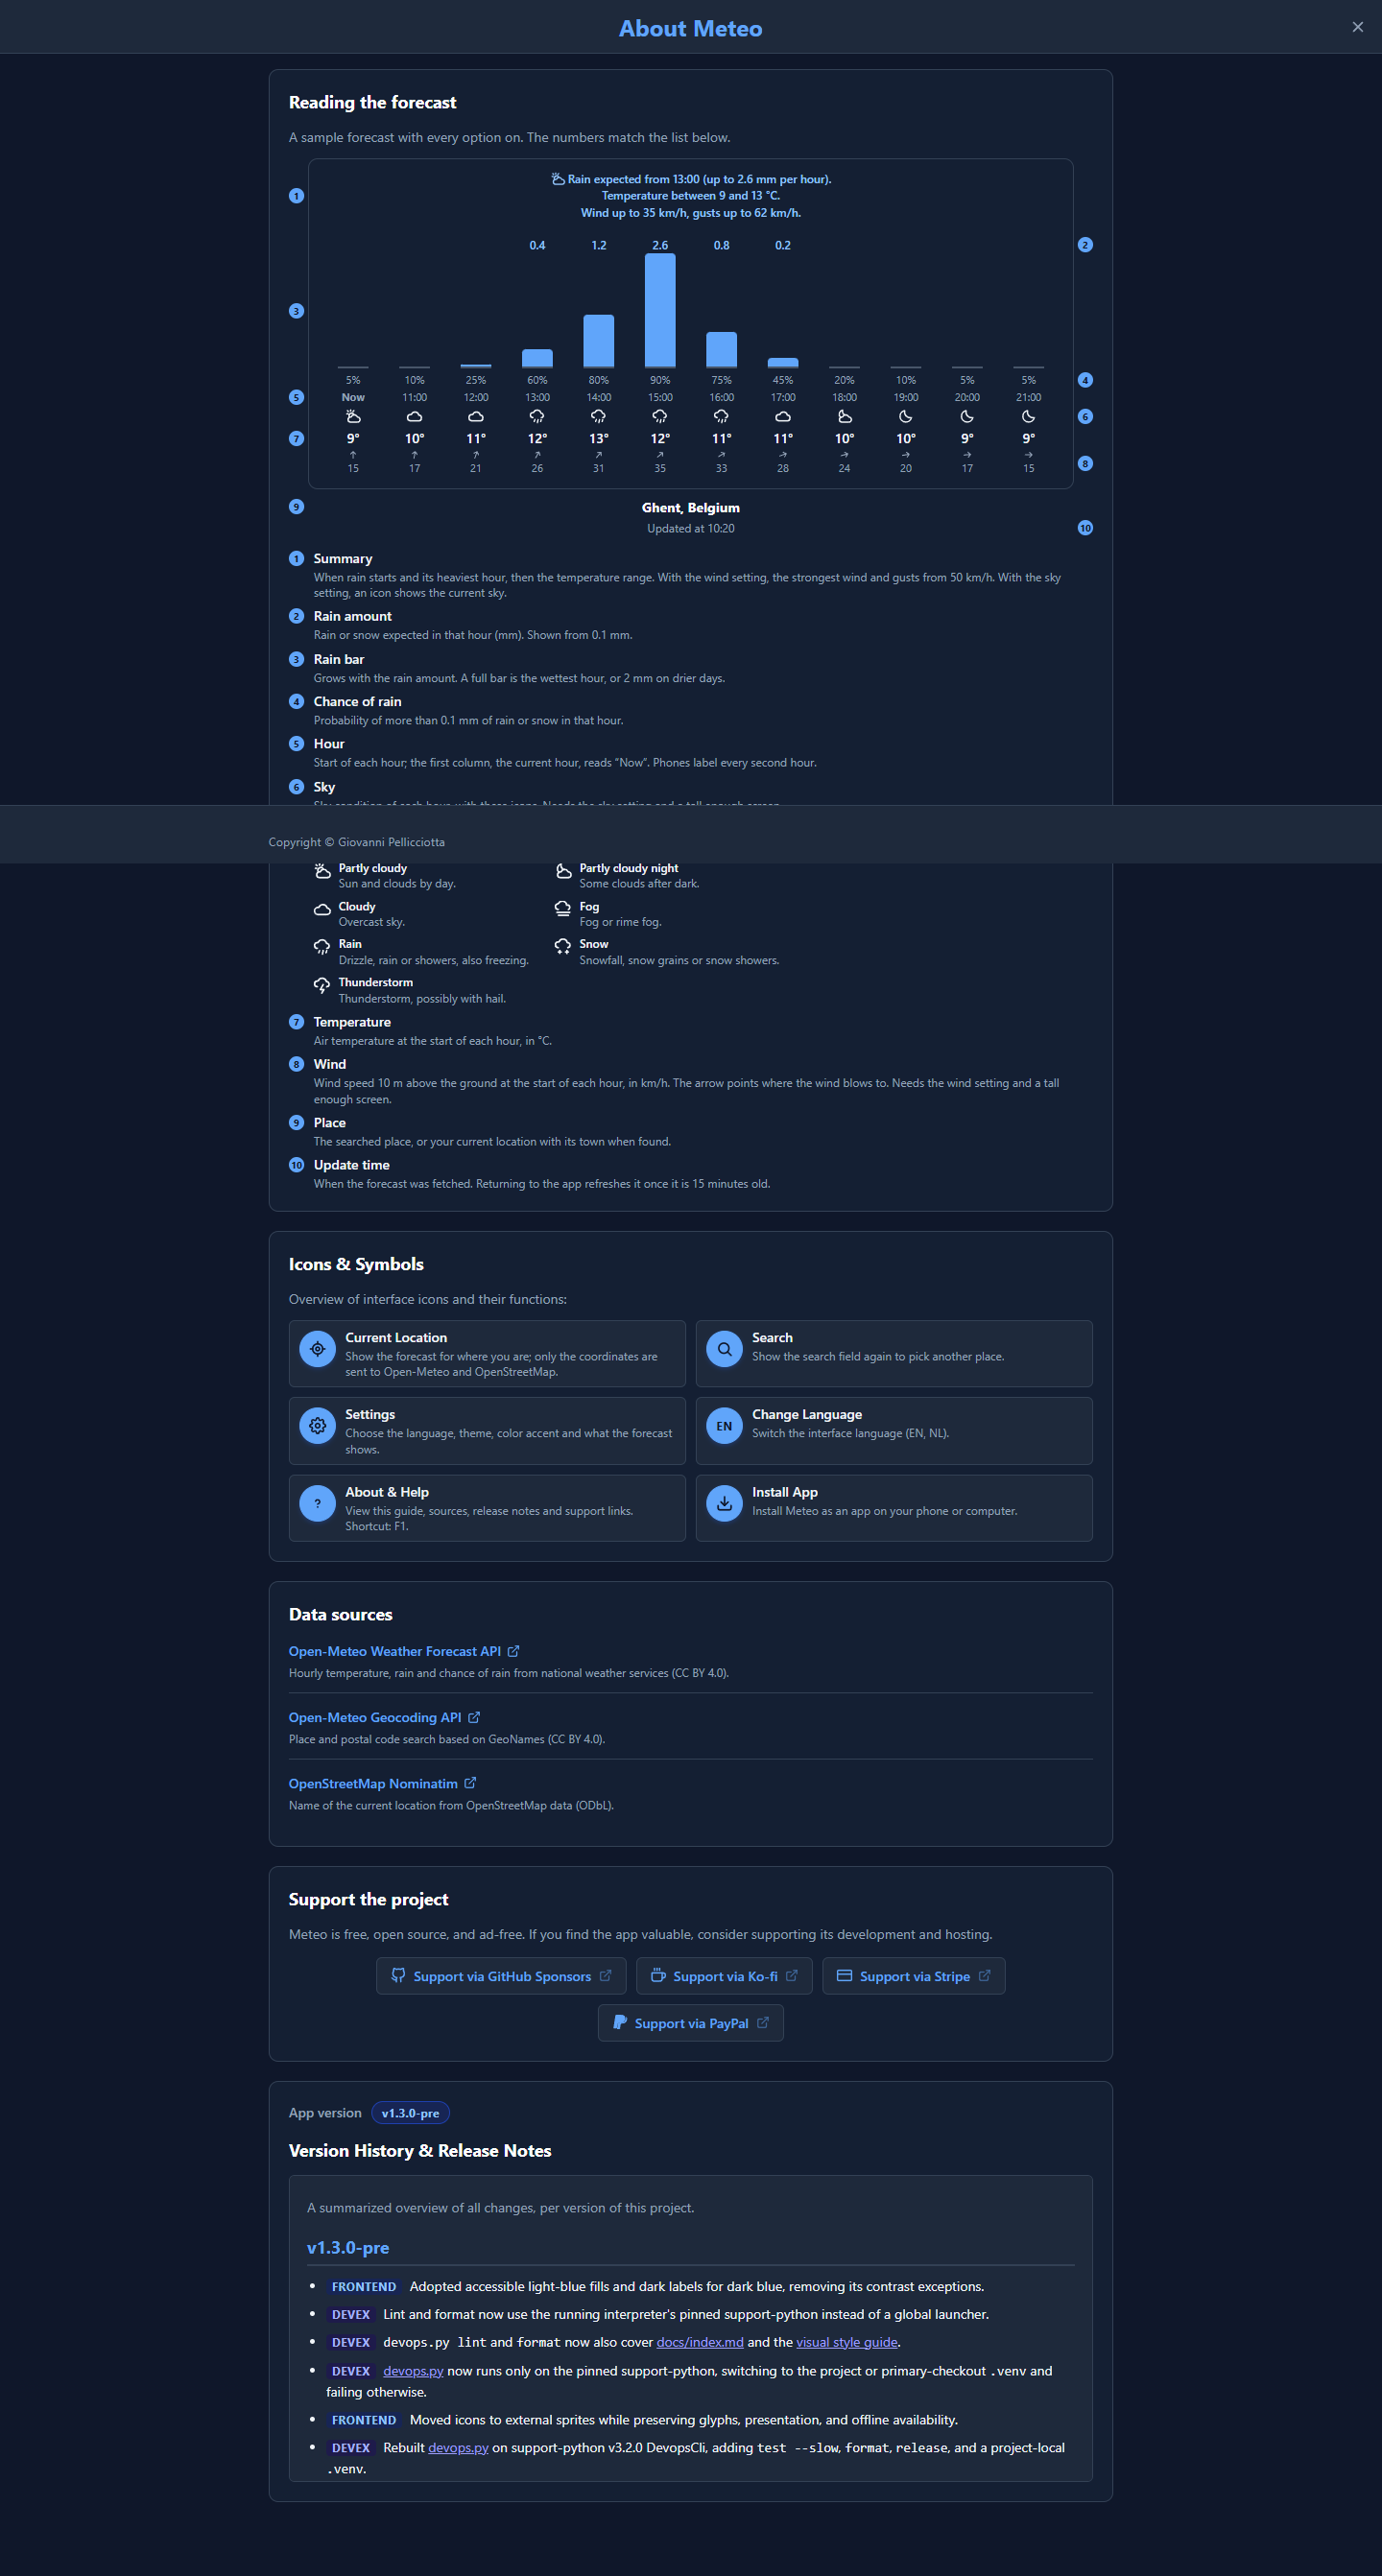 About Meteo
Reading the forecast
A sample forecast with every option on. The numbers match the list below.
1
Rain expected from 13:00 (up to 2.6 mm per hour).
Temperature between 9 and 13 °C.
Wind up to 35 km/h, gusts up to 62 km/h.
0.4 1.2 2.6 0.8 0.2
2
3
5% 10% 25% 60% 80% 90% 75% 45% 20% 10% 5% 5%
4
5
Now 11:00 12:00 13:00 14:00 15:00 16:00 17:00 18:00 19:00 20:00 21:00
6
7
9° 10° 11° 12° 13° 12° 11° 11° 10° 10° 9° 9°
15 17 21 26 31 35 33 28 24 20 17 15
8
9
Ghent, Belgium
Updated at 10:20
10
1 Summary
When rain starts and its heaviest hour, then the temperature range. With the wind setting, the strongest wind and gusts from 50 km/h. With the sky
setting, an icon shows the current sky.
2 Rain amount
Rain or snow expected in that hour (mm). Shown from 0.1 mm.
3 Rain bar
Grows with the rain amount. A full bar is the wettest hour, or 2 mm on drier days.
4 Chance of rain
Probability of more than 0.1 mm of rain or snow in that hour.
5 Hour
Start of each hour; the first column, the current hour, reads “Now”. Phones label every second hour.
6 Sky
Copyright © Giovanni Pellicciotta
Partly cloudy
Sun and clouds by day.
Partly cloudy night
Some clouds after dark.
Cloudy
Overcast sky.
Fog
Fog or rime fog.
Rain
Drizzle, rain or showers, also freezing.
Snow
Snowfall, snow grains or snow showers.
Thunderstorm
Thunderstorm, possibly with hail.
7 Temperature
Air temperature at the start of each hour, in °C.
8 Wind
Wind speed 10 m above the ground at the start of each hour, in km/h. The arrow points where the wind blows to. Needs the wind setting and a tall
enough screen.
9 Place
The searched place, or your current location with its town when found.
10 Update time
When the forecast was fetched. Returning to the app refreshes it once it is 15 minutes old.
Icons & Symbols
Overview of interface icons and their functions:
Current Location
Show the forecast for where you are; only the coordinates are
sent to Open-Meteo and OpenStreetMap.
Search
Show the search field again to pick another place.
Settings
Choose the language, theme, color accent and what the forecast
shows.
EN
Change Language
Switch the interface language (EN, NL).
?
About & Help
View this guide, sources, release notes and support links.
Shortcut: F1.
Install App
Install Meteo as an app on your phone or computer.
Data sources
Open-Meteo Weather Forecast API
Hourly temperature, rain and chance of rain from national weather services (CC BY 4.0).
Open-Meteo Geocoding API
Place and postal code search based on GeoNames (CC BY 4.0).
OpenStreetMap Nominatim
Name of the current location from OpenStreetMap data (ODbL).
Support the project
Meteo is free, open source, and ad-free. If you find the app valuable, consider supporting its development and hosting.
Support via GitHub Sponsors
Support via Ko-fi
Support via Stripe
Support via PayPal
App version v1.3.0-pre
Version History & Release Notes
A summarized overview of all changes, per version of this project.
v1.3.0-pre
• FRONTEND Adopted accessible light-blue fills and dark labels for dark blue, removing its contrast exceptions.
• DEVEX Lint and format now use the running interpreter's pinned support-python instead of a global launcher.
• DEVEX devops.py lint and format now also cover docs/index.md and the visual style guide.
• DEVEX devops.py now runs only on the pinned support-python, switching to the project or primary-checkout .venv and
failing otherwise.
• FRONTEND Moved icons to external sprites while preserving glyphs, presentation, and offline availability.
• DEVEX Rebuilt devops.py on support-python v3.2.0 DevopsCli, adding test --slow, format, release, and a project-local
.venv.